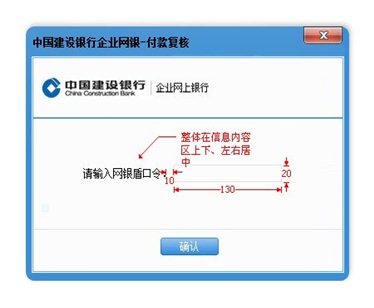 中国建设银行企业网银-付款复核
中国建设银行 企业网上银行
China Construction Bank
整体在信息内容
区上下、左右居
中
请输入网银盾口令:
10
20
130
确认